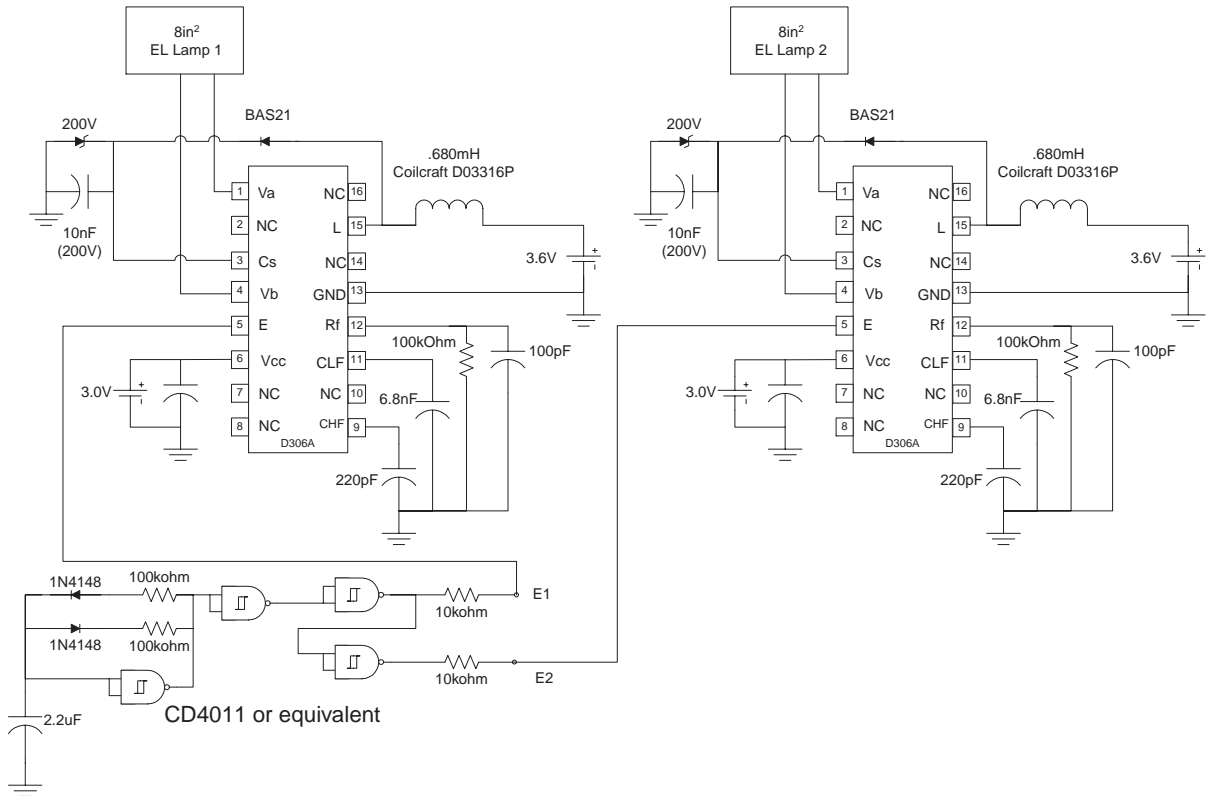 8in²
EL Lamp 1
200V
BAS21
.680mH
Coilcraft D03316P
10nF
(200V)
1 Va NC 16
2 NC L 15
3 Cs NC 14
4 Vb GND 13
5 E Rf 12
6 Vcc CLF 11
7 NC NC 10
8 NC CHF 9
D306A
3.6V
+
-
100kOhm
100pF
3.0V
+
-
6.8nF
220pF
8in²
EL Lamp 2
200V
BAS21
.680mH
Coilcraft D03316P
10nF
(200V)
1 Va NC 16
2 NC L 15
3 Cs NC 14
4 Vb GND 13
5 E Rf 12
6 Vcc CLF 11
7 NC NC 10
8 NC CHF 9
D306A
3.6V
+
-
100kOhm
100pF
3.0V
+
-
6.8nF
220pF
1N4148
100kohm
1N4148
100kohm
10kohm
E1
10kohm
E2
2.2uF
CD4011 or equivalent